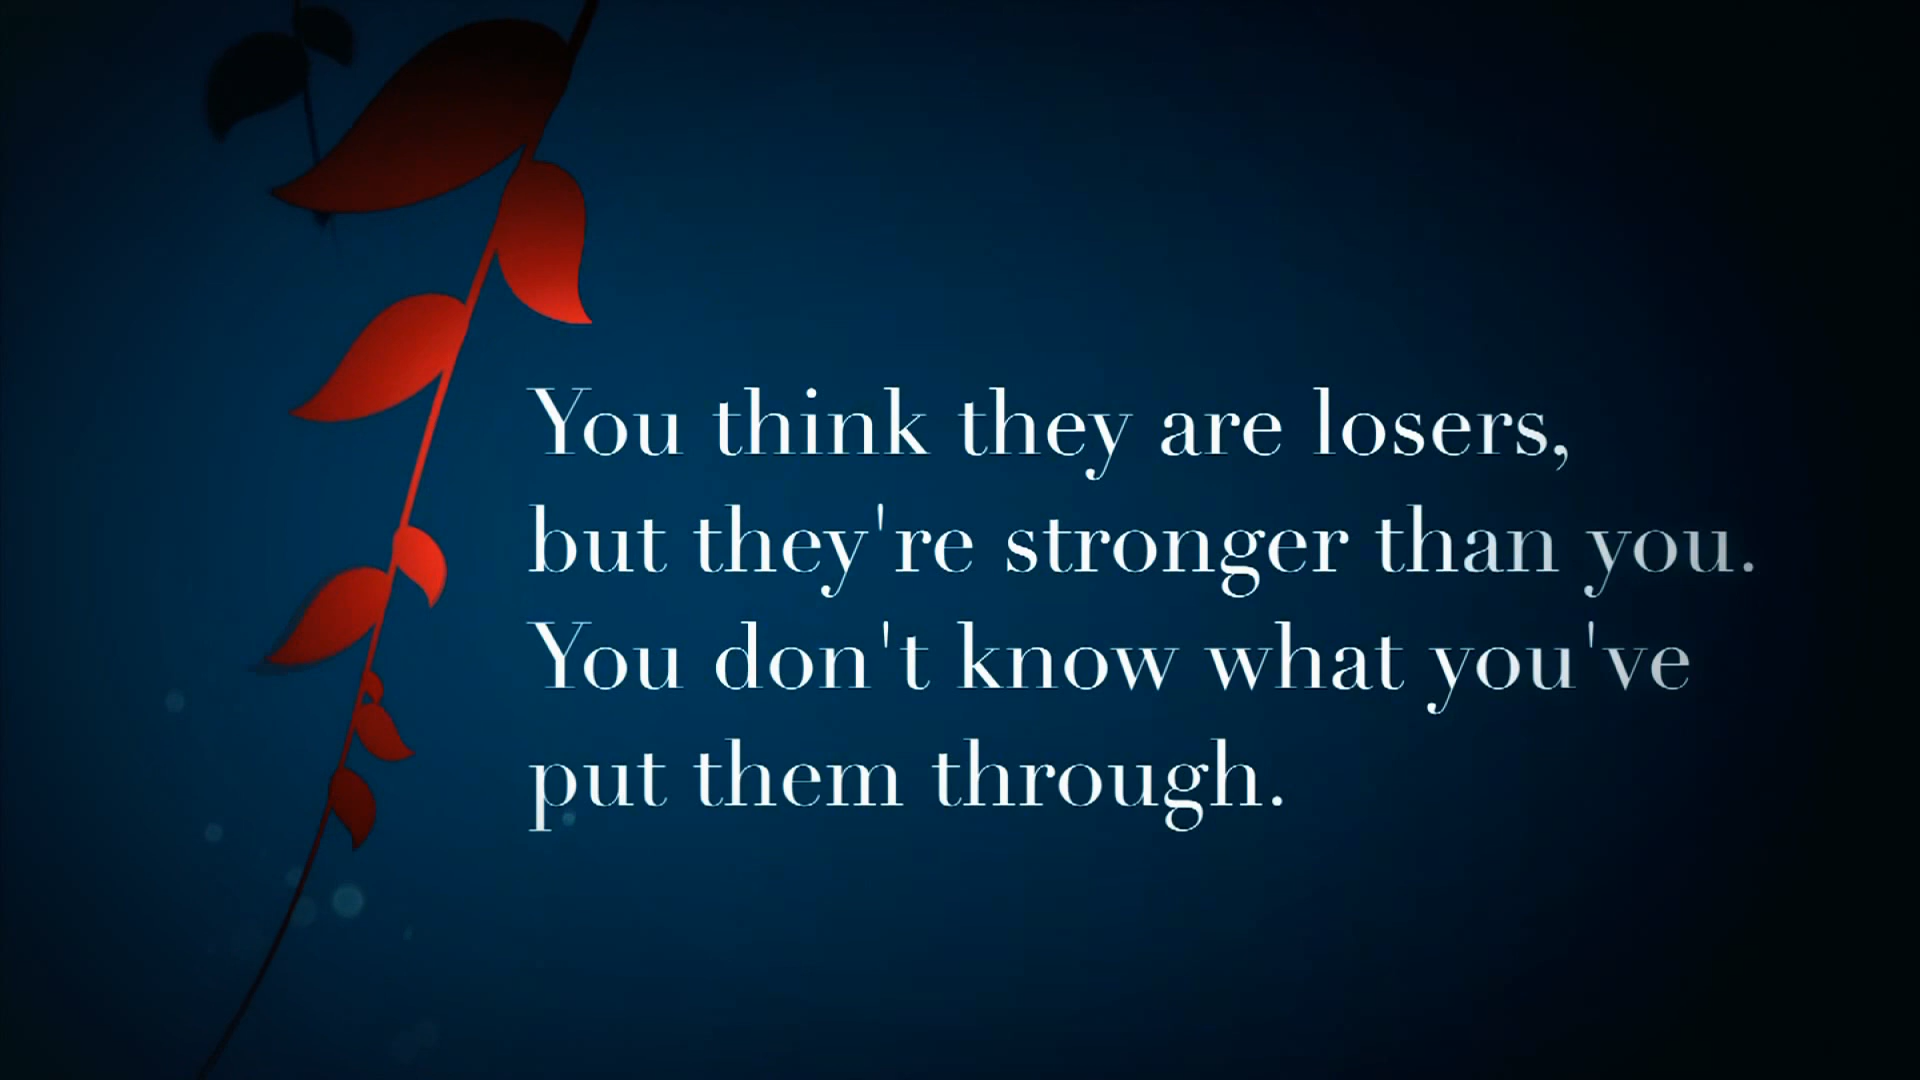 You think they are losers,
but they're stronger than you.
You don't know what you've
put them through.